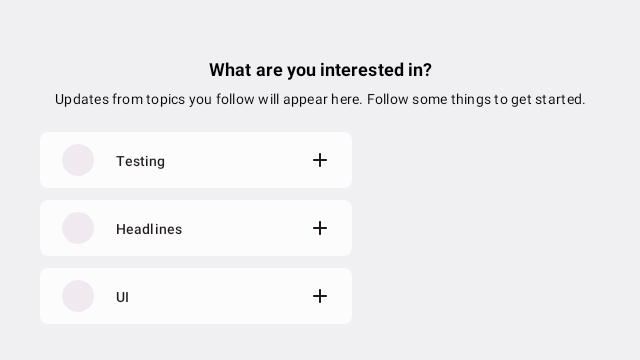 What are you interested in?
Updates from topics you follow will appear here. Follow some things to get started.
Testing
Headlines
UI